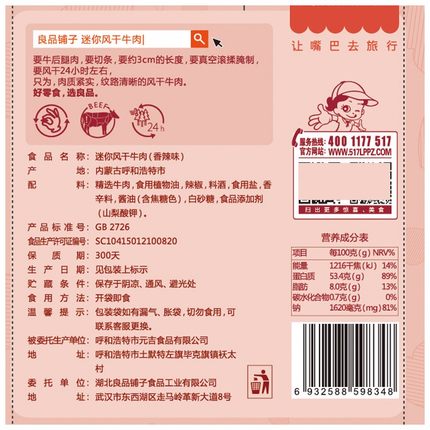 良品铺子 迷你风干牛肉
让嘴巴去旅行
要牛后腿肉,要切条,要约3cm的长度,要真空滚揉腌制,
要风干24小时左右,
只为,肉质紧实,纹路清晰的风干牛肉。
好零食,选良品。
BEEF
24h
服务热线:400 1177 517
官方网站:WWW.517LPPZ.COM
扫出更多惊喜、美食
食品名称:迷你风干牛肉(香辣味)
产地:内蒙古呼和浩特市
配料:精选牛肉,食用植物油,辣椒,料酒,食用盐,香
辛料,酱油(含焦糖色),白砂糖,食品添加剂
(山梨酸钾)。
产品标准号:GB 2726
食品生产许可证编号:SC10415012100820
保质期:300天
生产日期:见包装上标示
贮藏条件:保存于阴凉、通风、避光处
食用方法:开袋即食
温馨提示:包装袋如有漏气、胀袋,切勿食用,可
联系客服更换。
被委托生产单位:呼和浩特市元吉食品有限公司
地址:呼和浩特市土默特左旗毕克旗镇袄太
村
委托单位:湖北良品铺子食品工业有限公司
地址:武汉市东西湖区走马岭革新大道8号
营养成分表
项目 每100克(g) NRV%
能量 1216千焦(kJ) 14%
蛋白质 53.4克(g) 89%
脂肪 8.0克(g) 13%
碳水化合物 0.7克(g) 0%
钠 1620毫克(mg) 81%
6 932588 598348